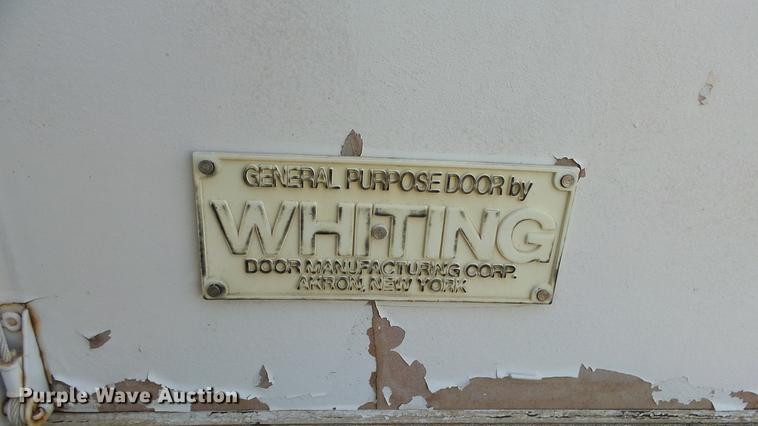 GENERAL PURPOSE DOOR by
WHITING
DOOR MANUFACTURING CORP.
AKRON, NEW YORK
Purple Wave Auction